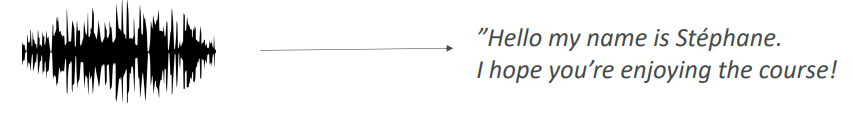 ”Hello my name is Stéphane.
I hope you’re enjoying the course!